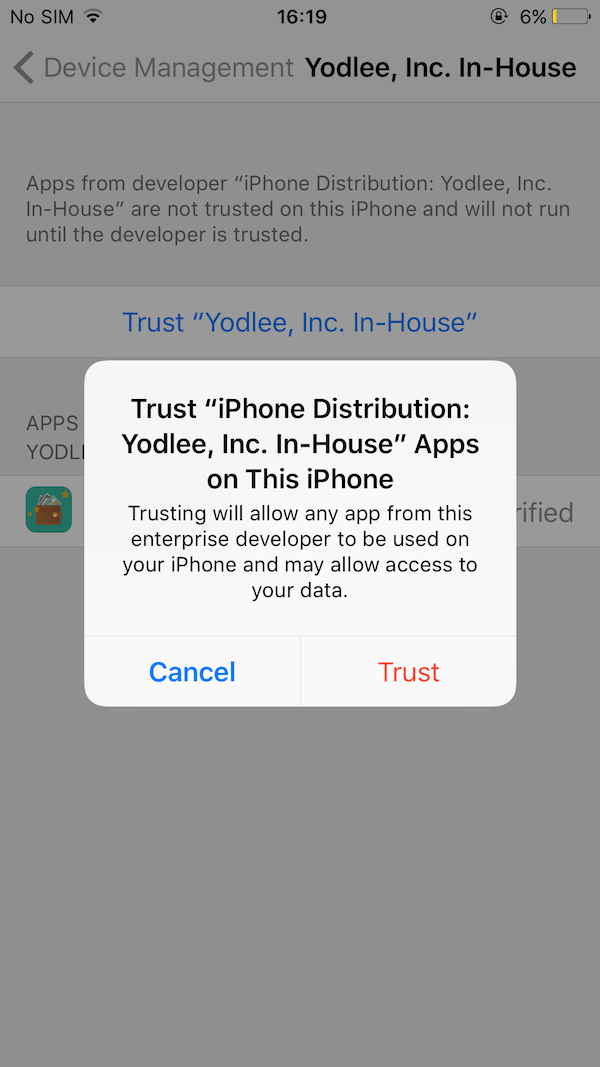 No SIM 16:19 6%
Device Management Yodlee, Inc. In-House
Apps from developer “iPhone Distribution: Yodlee, Inc.
In-House” are not trusted on this iPhone and will not run
until the developer is trusted.
Trust “Yodlee, Inc. In-House”
APPS
Trust “iPhone Distribution:
Yodlee, Inc. In-House” Apps
on This iPhone
Trusting will allow any app from this
enterprise developer to be used on
your iPhone and may allow access to
your data.
Cancel Trust